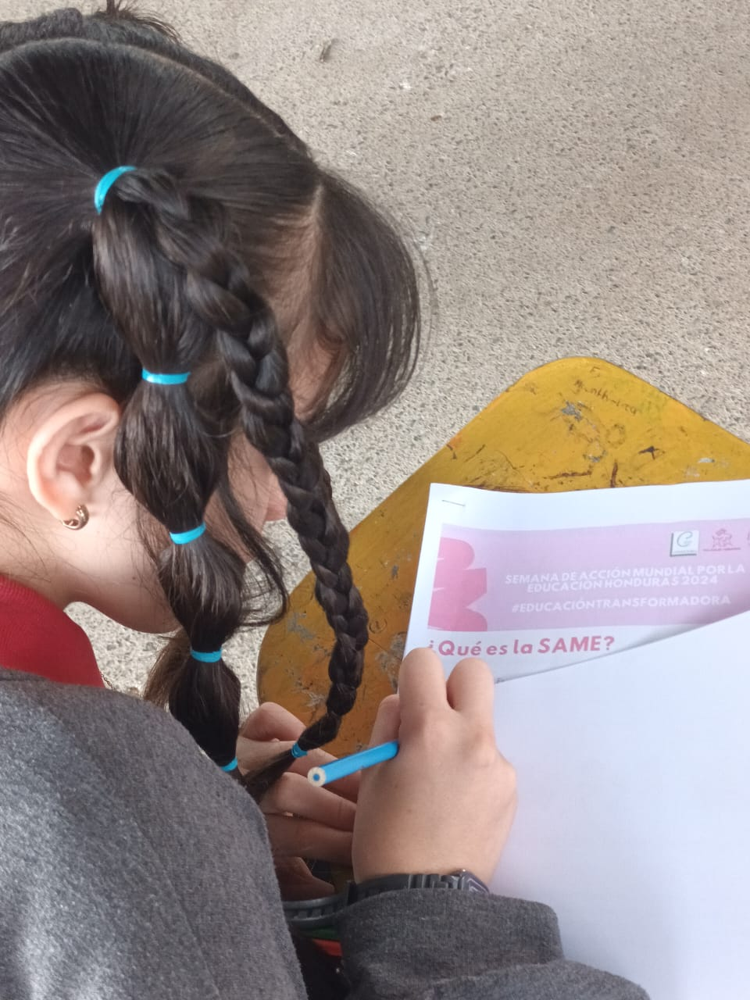 SEMANA DE ACCIÓN MUNDIAL POR LA
EDUCACIÓN HONDURAS 2024
#EDUCACIÓNTRANSFORMADORA
¿Qué es la SAME?